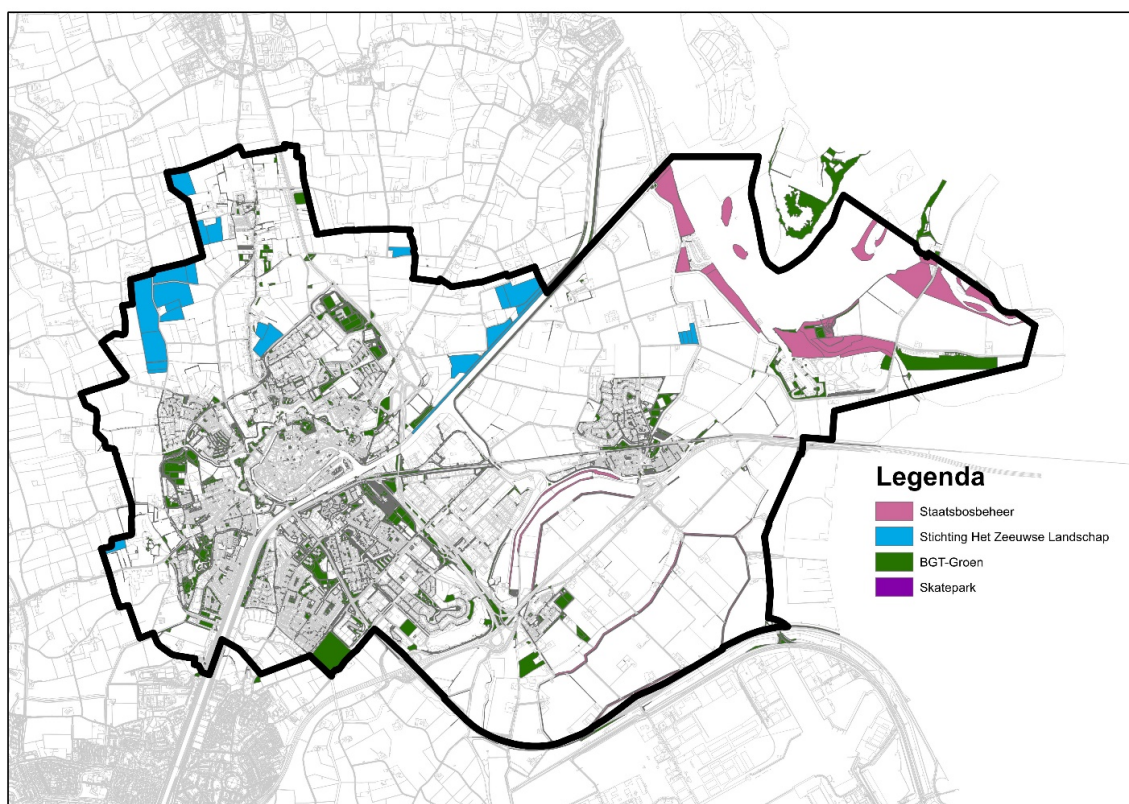 Legenda
Staatsbosbeheer
Stichting Het Zeeuwse Landschap
BGT-Groen
Skatepark